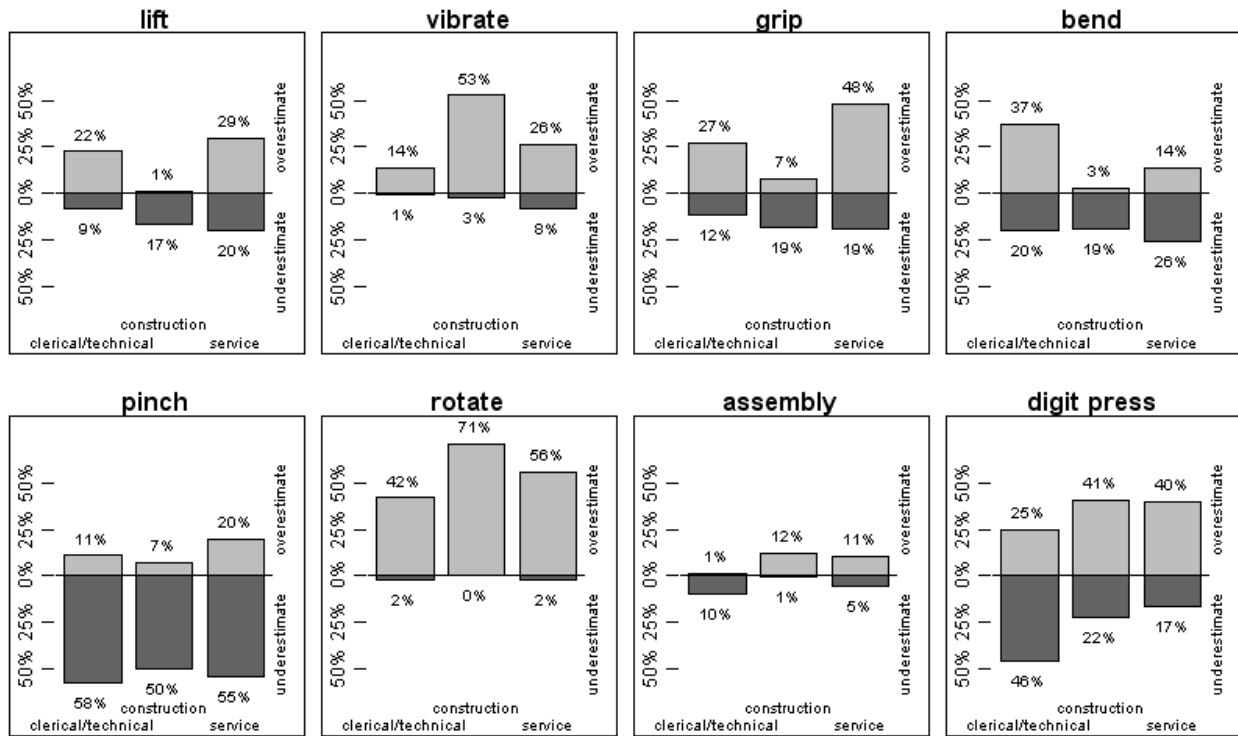 lift
50%
25%
0%
25%
50%
22%
1%
29%
9%
17%
20%
overestimate
underestimate
construction
clerical/technical service
vibrate
50%
25%
0%
25%
50%
14%
53%
26%
1%
3%
8%
overestimate
underestimate
construction
clerical/technical service
grip
50%
25%
0%
25%
50%
27%
7%
48%
12%
19%
19%
overestimate
underestimate
construction
clerical/technical service
bend
50%
25%
0%
25%
50%
37%
3%
14%
20%
19%
26%
overestimate
underestimate
construction
clerical/technical service
pinch
50%
25%
0%
25%
50%
11%
7%
20%
58%
50%
55%
overestimate
underestimate
construction
clerical/technical service
rotate
50%
25%
0%
25%
50%
42%
71%
56%
2%
0%
2%
overestimate
underestimate
construction
clerical/technical service
assembly
50%
25%
0%
25%
50%
1%
12%
11%
10%
1%
5%
overestimate
underestimate
construction
clerical/technical service
digit press
50%
25%
0%
25%
50%
25%
41%
40%
46%
22%
17%
overestimate
underestimate
construction
clerical/technical service